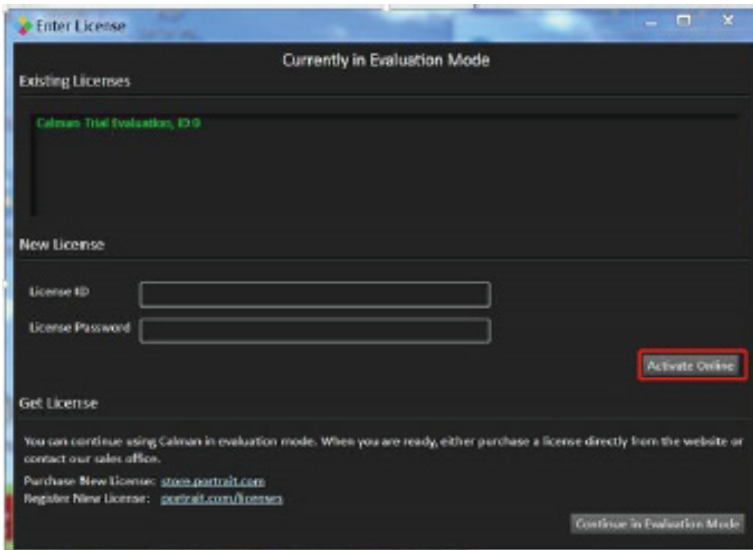 Enter License
Currently in Evaluation Mode
Existing Licenses
Calman Trial Evaluation, ID:0
New License
License ID
License Password
Activate Online
Get License
You can continue using Calman in evaluation mode. When you are ready, either purchase a license directly from the website or
contact our sales office.
Purchase New License: store.portrait.com
Register New License: portrait.com/licenses
Continue in Evaluation Mode